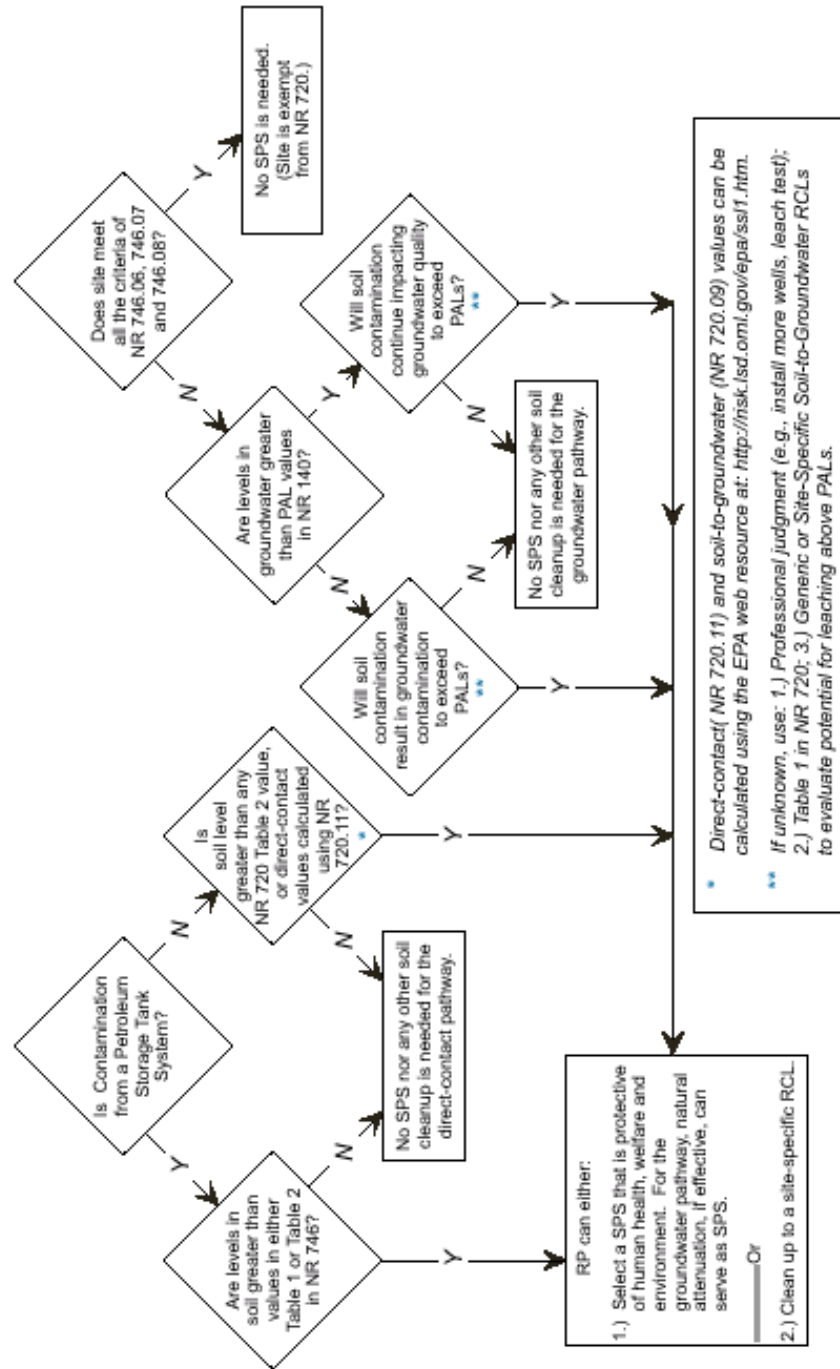 Is Contamination
from a Petroleum
Storage Tank
System?
Y
N
Are levels in
soil greater than
values in either
Table 1 or Table 2
in NR 746?
N
Y
Is
soil level
greater than any
NR 720 Table 2 value,
or direct-contact
values calculated
using NR
720.11?
*
N
Y
No SPS nor any other soil
cleanup is needed for the
direct-contact pathway.
Does site meet
all the criteria of
NR 746.06, 746.07
and 746.08?
N
Y
No SPS is needed.
(Site is exempt
from NR 720.)
Are levels in
groundwater greater
than PAL values
in NR 140?
N
Y
Will soil
contamination
result in groundwater
contamination
to exceed
PALs?
**
N
Y
Will soil
contamination
continue impacting
groundwater quality
to exceed
PALs?
**
N
Y
No SPS nor any other soil
cleanup is needed for the
groundwater pathway.
RP can either:
1.) Select a SPS that is protective
of human health, welfare and
environment. For the
groundwater pathway, natural
attenuation, if effective, can
serve as SPS.
Or
2.) Clean up to a site-specific RCL.
* Direct-contact( NR 720.11) and soil-to-groundwater (NR 720.09) values can be
calculated using the EPA web resource at: http://risk.lsd.ornl.gov/epa/ssl1.htm.
** If unknown, use: 1.) Professional judgment (e.g., install more wells, leach test);
2.) Table 1 in NR 720; 3.) Generic or Site-Specific Soil-to-Groundwater RCLs
to evaluate potential for leaching above PALs.